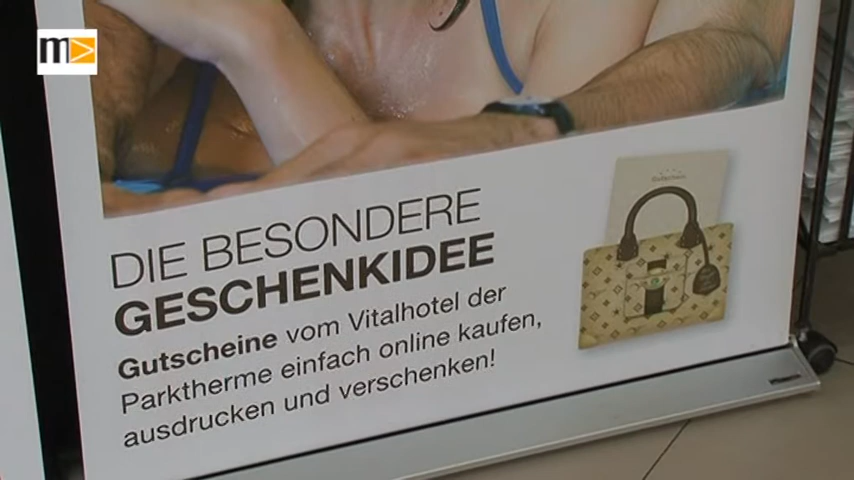 m
DIE BESONDERE
GESCHENKIDEE
Gutscheine vom Vitalhotel der
Parktherme einfach online kaufen,
ausdrucken und verschenken!